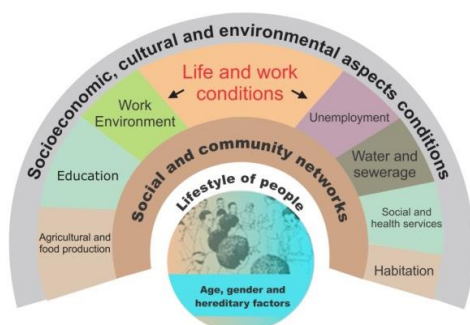 Socioeconomic, cultural and environmental aspects conditions
Life and work
conditions
Work
Environment
Unemployment
Education
Water and
sewerage
Agricultural and
food production
Social and
health services
Habitation
Social and community networks
Lifestyle of people
Age, gender and
hereditary factors